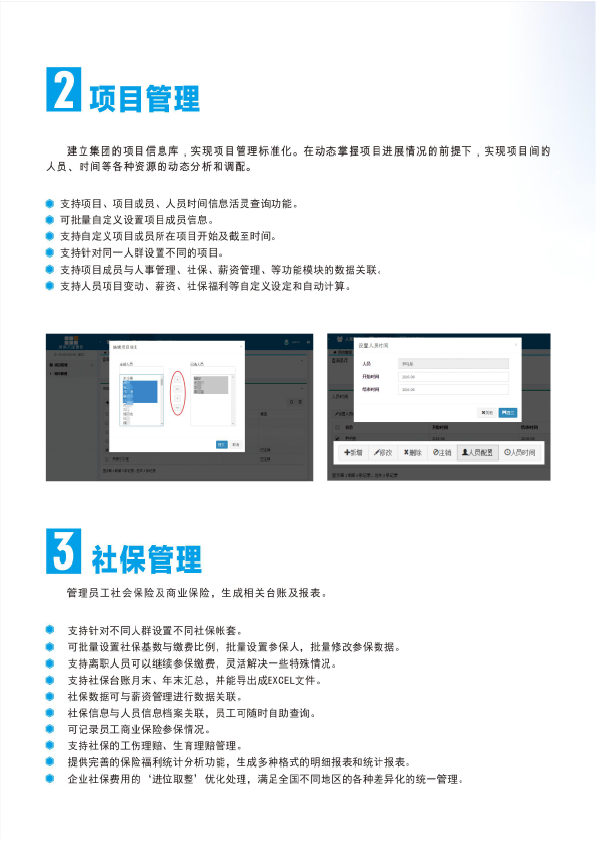 2 项目管理
建立集团的项目信息库，实现项目管理标准化。在动态掌握项目进展情况的前提下，实现项目间的
人员、时间等各种资源的动态分析和调配。
支持项目、项目成员、人员时间信息活灵查询功能。
可批量自定义设置项目成员信息。
支持自定义项目成员所在项目开始及截至时间。
支持针对同一人群设置不同的项目。
支持项目成员与人事管理、社保、薪资管理、等功能模块的数据关联。
支持人员项目变动、薪资、社保福利等自定义设定和自动计算。
设置人员时间
人员
开始时间
结束时间
新增 修改 删除 注销 人员配置 人员时间
3 社保管理
管理员工社会保险及商业保险，生成相关台账及报表。
支持针对不同人群设置不同社保帐套。
可批量设置社保基数与缴费比例，批量设置参保人，批量修改参保数据。
支持离职人员可以继续参保缴费，灵活解决一些特殊情况。
支持社保台账月末、年末汇总，并能导出成EXCEL文件。
社保数据可与薪资管理进行数据关联。
社保信息与人员信息档案关联，员工可随时自助查询。
可记录员工商业保险参保情况。
支持社保的工伤理赔、生育理赔管理。
提供完善的保险福利统计分析功能，生成多种格式的明细报表和统计报表。
企业社保费用的‘进位取整’优化处理，满足全国不同地区的各种差异化的统一管理。